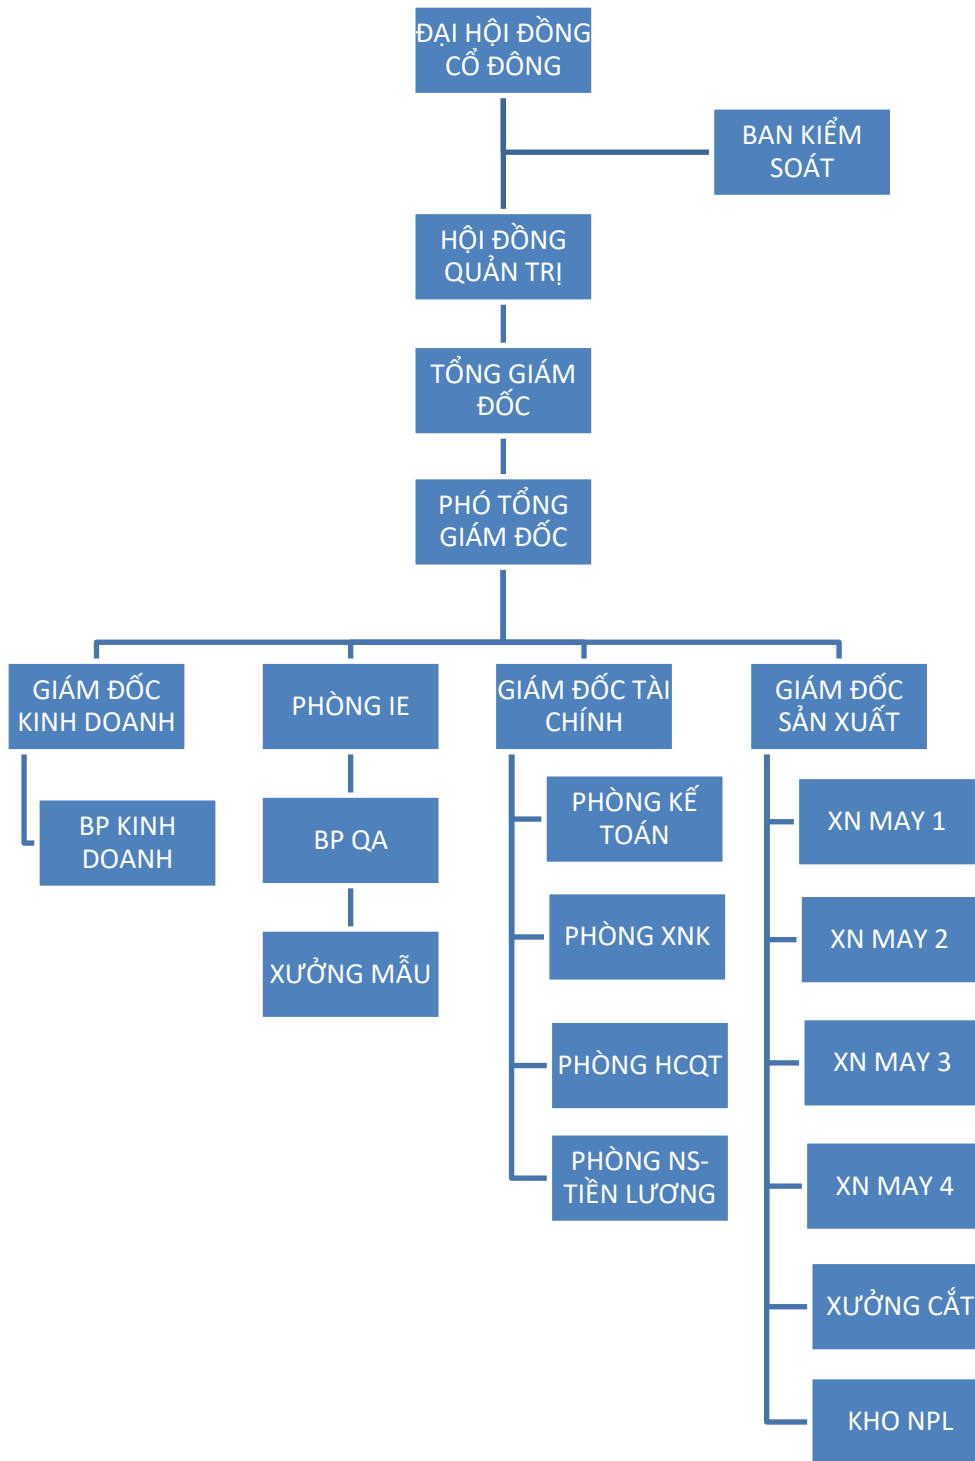 ĐẠI HỘI ĐỒNG
CỔ ĐÔNG
BAN KIỂM
SOÁT
HỘI ĐỒNG
QUẢN TRỊ
TỔNG GIÁM
ĐỐC
PHÓ TỔNG
GIÁM ĐỐC
GIÁM ĐỐC
KINH DOANH
PHÒNG IE
GIÁM ĐỐC TÀI
CHÍNH
GIÁM ĐỐC
SẢN XUẤT
BP KINH
DOANH
BP QA
XƯỞNG MẪU
PHÒNG KẾ
TOÁN
PHÒNG XNK
PHÒNG HCQT
PHÒNG NS-
TIỀN LƯƠNG
XN MAY 1
XN MAY 2
XN MAY 3
XN MAY 4
XƯỞNG CẮT
KHO NPL